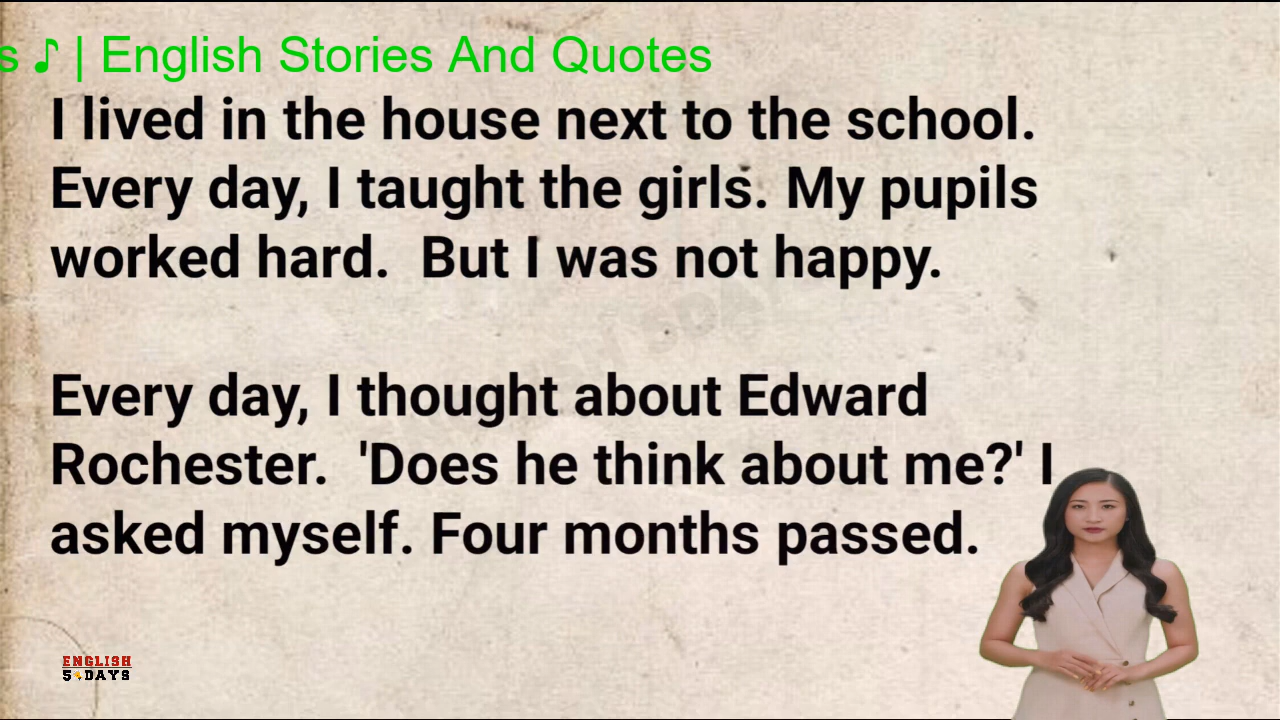 s ♪ | English Stories And Quotes
I lived in the house next to the school.
Every day, I taught the girls. My pupils
worked hard.  But I was not happy.
Every day, I thought about Edward
Rochester.  'Does he think about me?' I
asked myself. Four months passed.
ENGLISH
5 DAYS